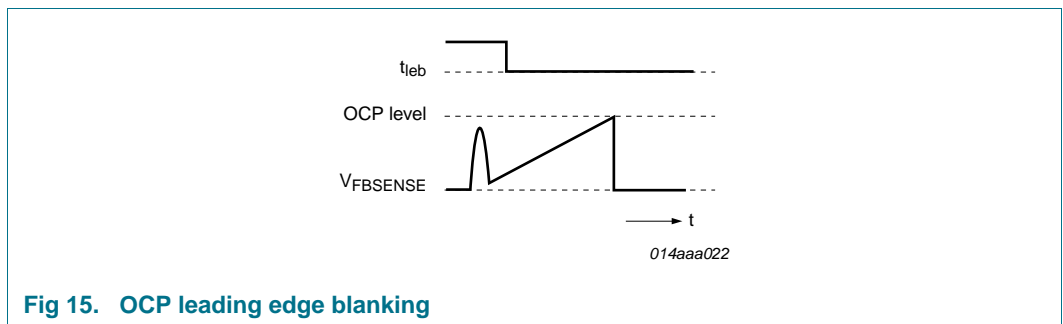 tleb
OCP level
VFBSENSE
t
014aaa022
Fig 15. OCP leading edge blanking